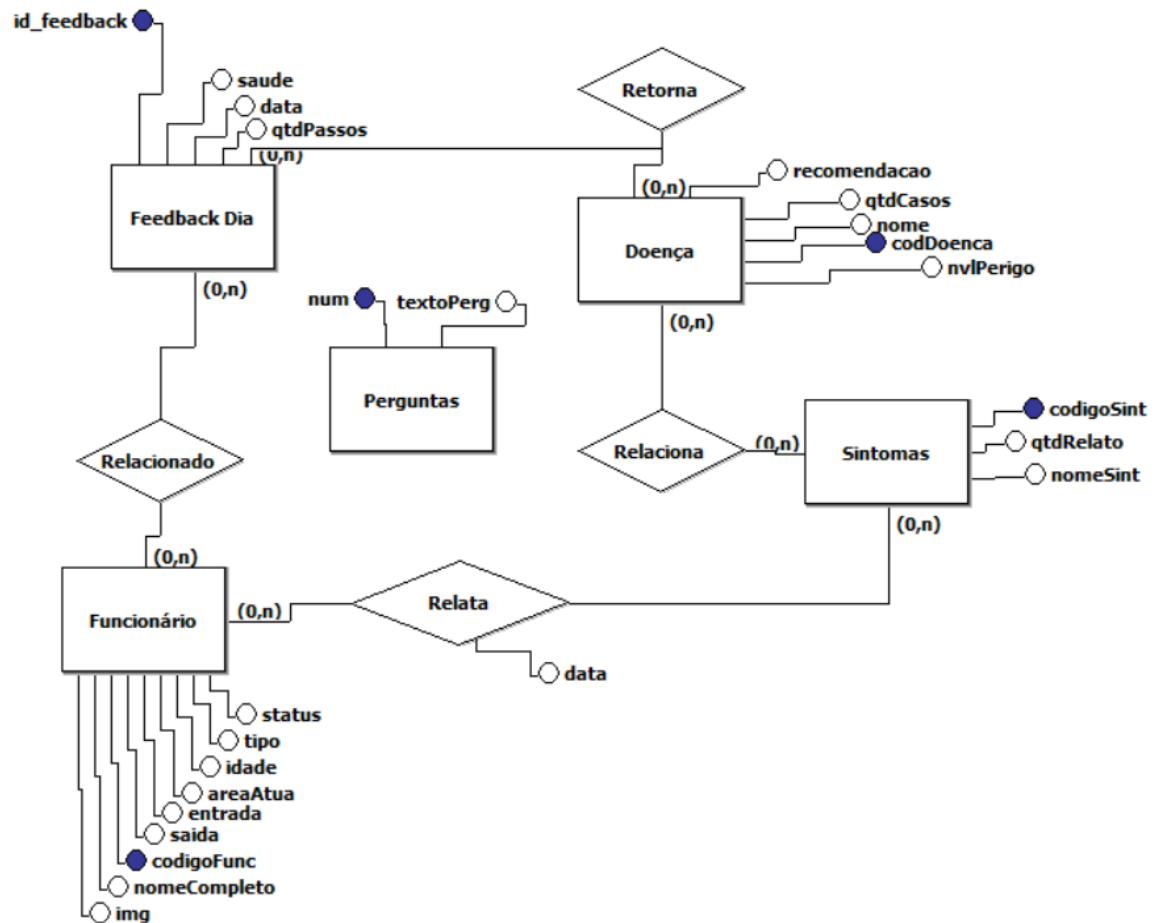 id_feedback
saude
data
qtdPassos
(0,n)
Feedback Dia
(0,n)
Retorna
(0,n)
recomendacao
qtdCasos
nome
codDoenca
nvlPerigo
Doença
(0,n)
num
textoPerg
Perguntas
Relacionado
Relaciona
(0,n)
Sintomas
codigoSint
qtdRelato
nomeSint
(0,n)
(0,n)
Funcionário
(0,n)
Relata
data
status
tipo
idade
areaAtua
entrada
saida
codigoFunc
nomeCompleto
img